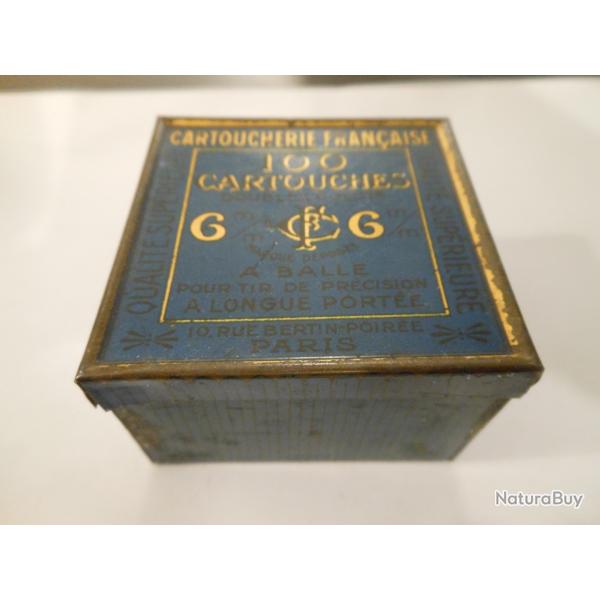 CARTOUCHERIE FRANÇAISE
100
CARTOUCHES
6 6
A BALLE
POUR TIR DE PRÉCISION
A LONGUE PORTÉE
10, RUE BERTIN-POIRÉE
PARIS
QUALITÉ SUPÉRIEURE
SUPÉRIEURE
NaturaBuy